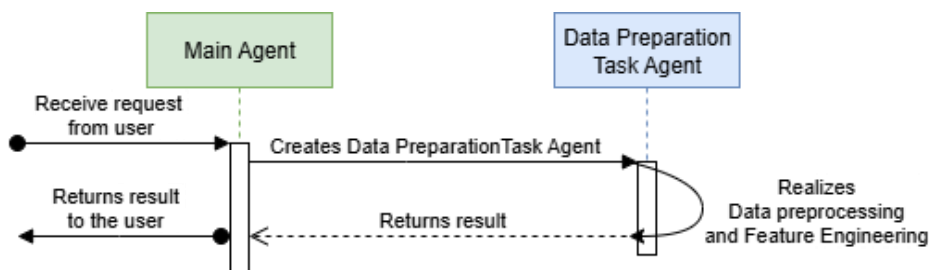 Main Agent
Data Preparation
Task Agent
Receive request
from user
Creates Data PreparationTask Agent
Returns result
to the user
Returns result
Realizes
Data preprocessing
and Feature Engineering